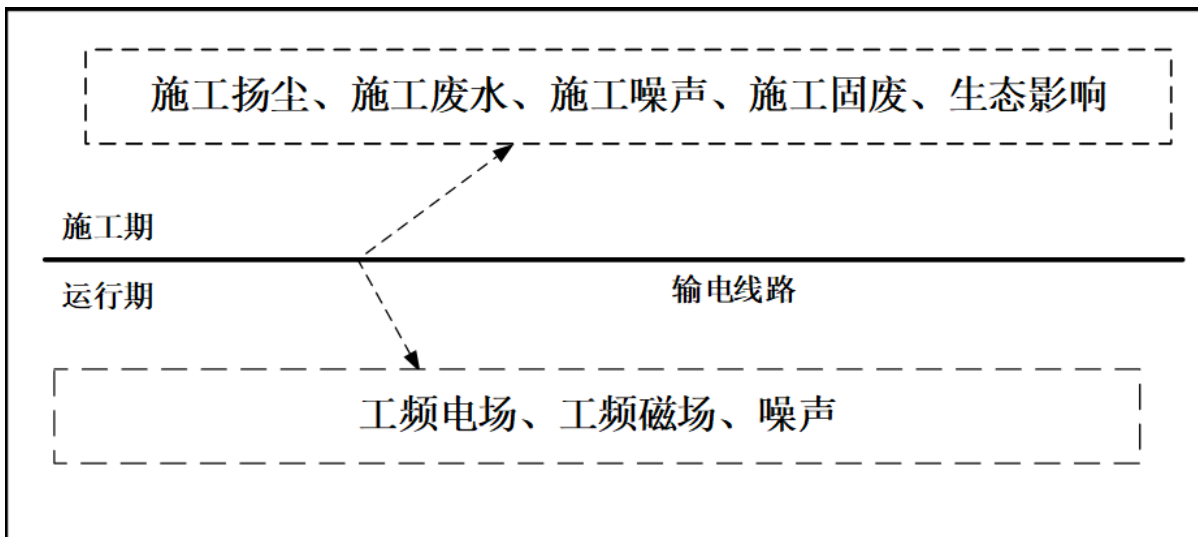 施工扬尘、施工废水、施工噪声、施工固废、生态影响
施工期
运行期
输电线路
工频电场、工频磁场、噪声